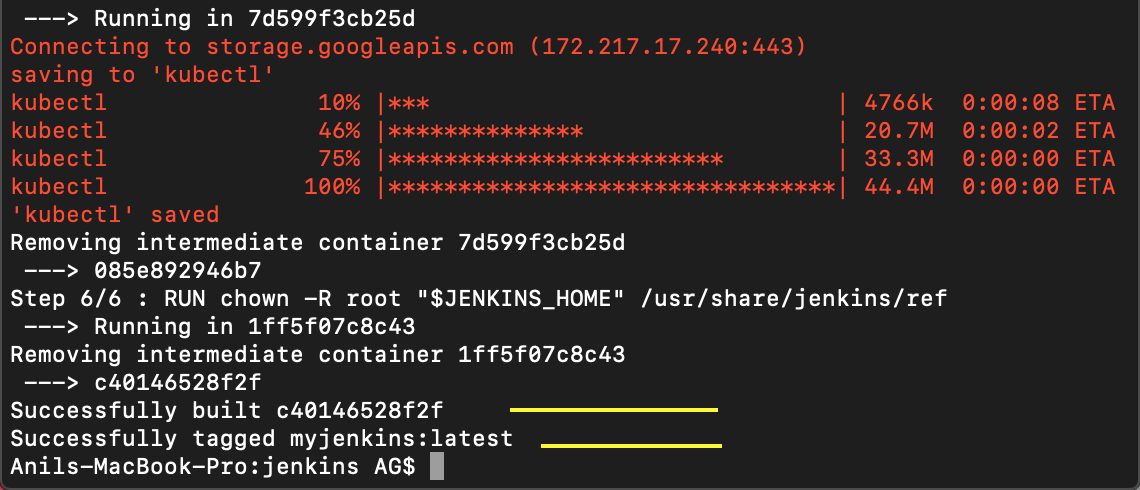 ---> Running in 7d599f3cb25d
Connecting to storage.googleapis.com (172.217.17.240:443)
saving to 'kubectl'
kubectl              10% |***                             | 4766k  0:00:08 ETA
kubectl              46% |**************                  | 20.7M  0:00:02 ETA
kubectl              75% |************************        | 33.3M  0:00:00 ETA
kubectl             100% |********************************| 44.4M  0:00:00 ETA
'kubectl' saved
Removing intermediate container 7d599f3cb25d
---> 085e892946b7
Step 6/6 : RUN chown -R root "$JENKINS_HOME" /usr/share/jenkins/ref
---> Running in 1ff5f07c8c43
Removing intermediate container 1ff5f07c8c43
---> c40146528f2f
Successfully built c40146528f2f
Successfully tagged myjenkins:latest
Anils-MacBook-Pro:jenkins AG$